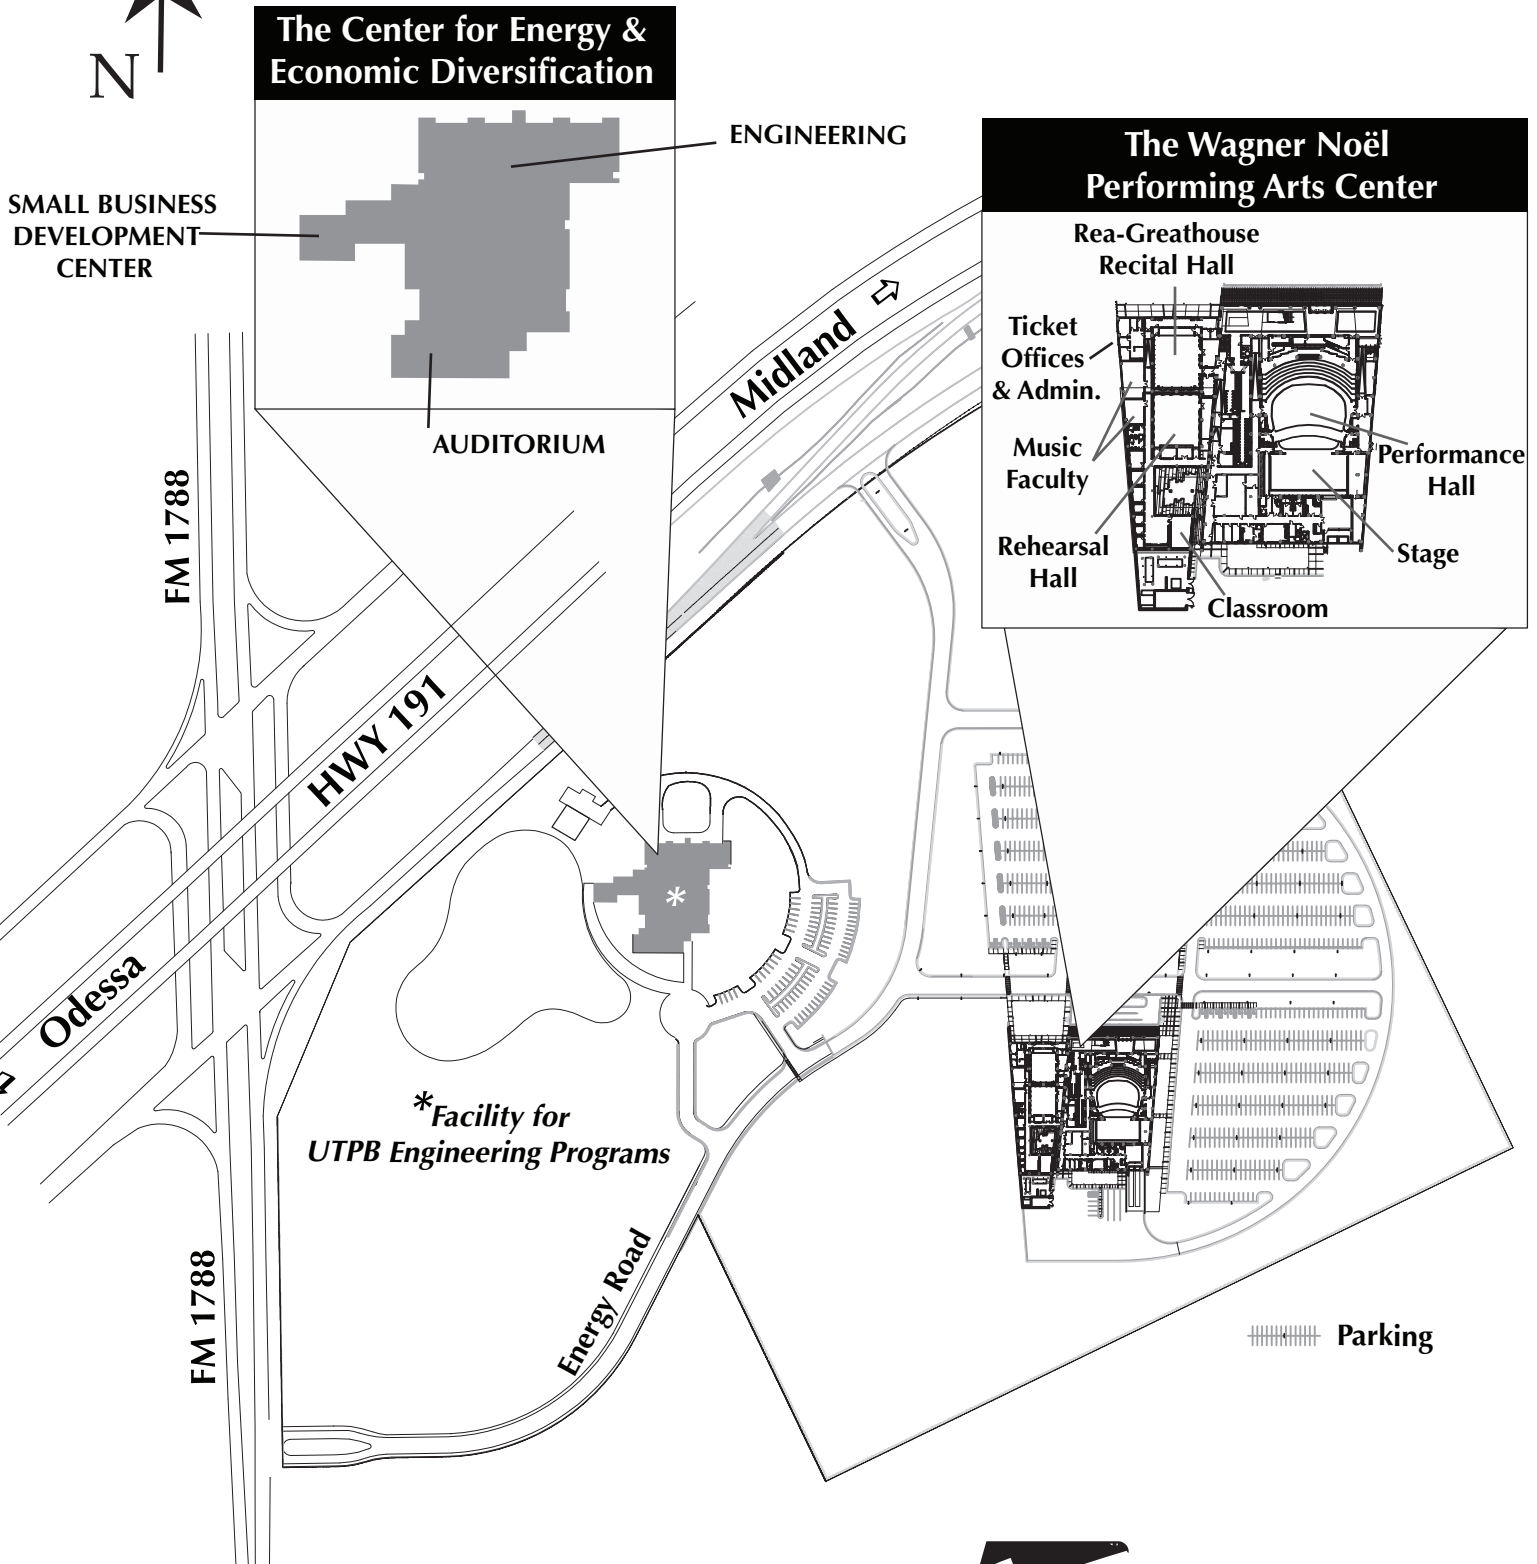 N
The Center for Energy &
Economic Diversification
ENGINEERING
SMALL BUSINESS
DEVELOPMENT
CENTER
AUDITORIUM
The Wagner Noël
Performing Arts Center
Rea-Greathouse
Recital Hall
Ticket
Offices
& Admin.
Music
Faculty
Rehearsal
Hall
Classroom
Performance
Hall
Stage
Midland
FM 1788
HWY 191
Odessa
*
*Facility for
UTPB Engineering Programs
Energy Road
FM 1788
Parking